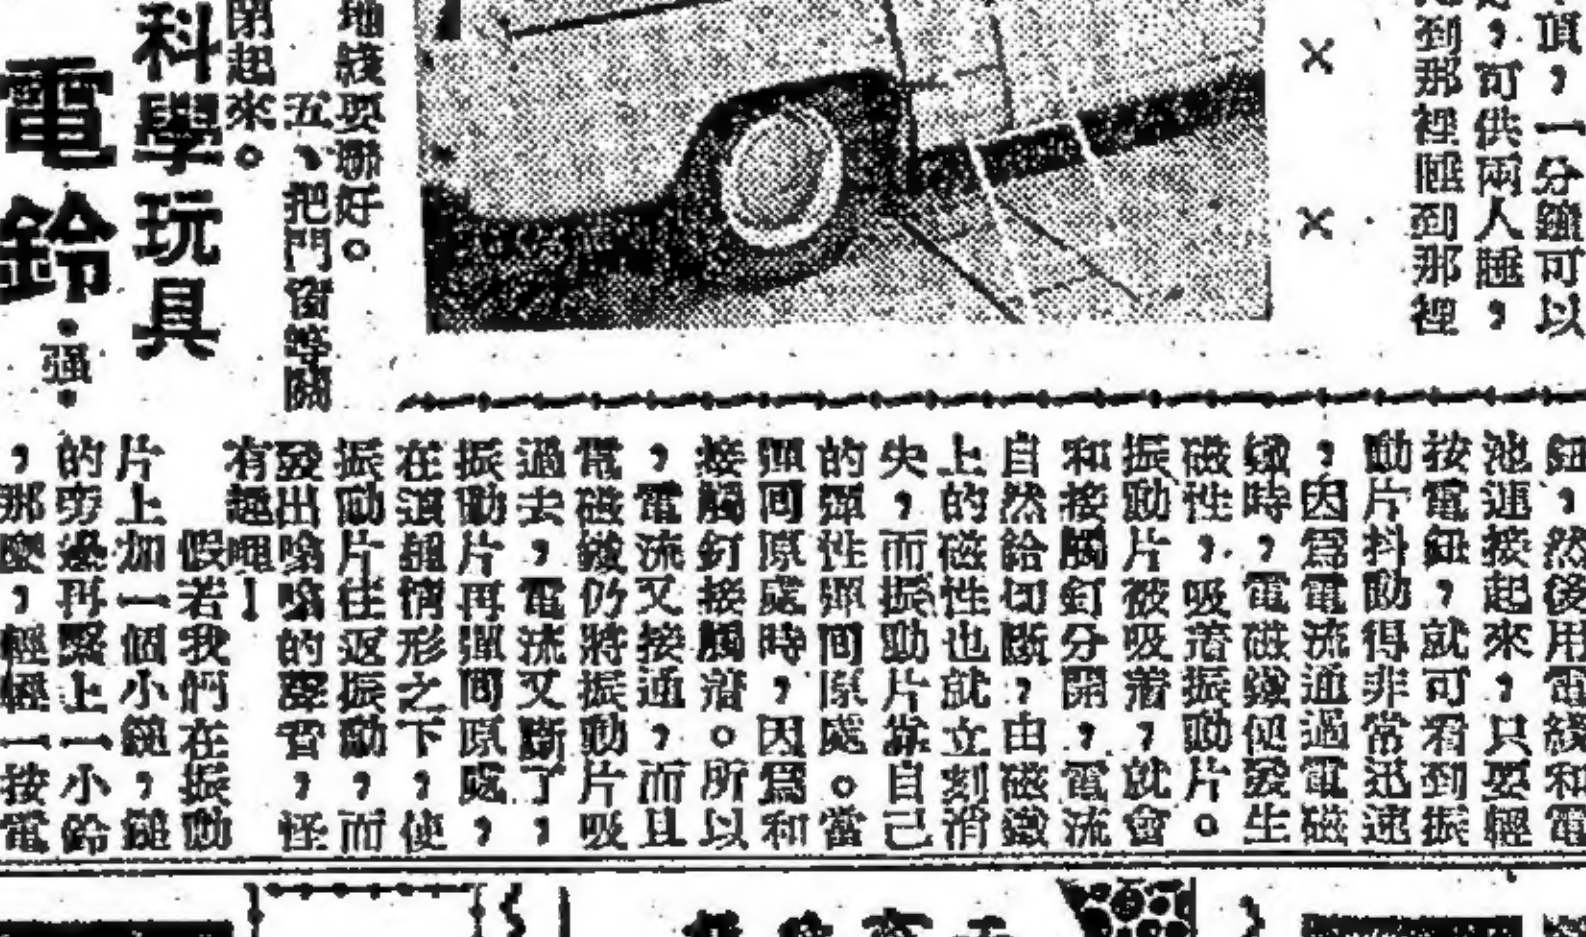 頂，一分鐘可以
，可供兩人睡，
到那裡睡到那裡
×
×
地綫要聯好。
五、把門窗等關
閉起來。
科學玩具
電鈴
·强·
鈕，然後用電綫和電
池連接起來，只要輕
按電鈕，就可看到振
動片抖動得非常迅速
，因爲電流通過電磁
鐵時，電磁鐵便發生
磁性，吸着振動片。
振動片被吸着，就會
和接觸釘分開，電流
自然給切斷，由磁鐵
上的磁性也就立刻消
失，而振動片靠自己
的彈性彈回原處。當
彈回原處時，因爲和
接觸釘接觸着。所以
，電流又接通，而且
電磁鐵仍將振動片吸
過去，電流又斷了，
振動片再彈回原處，
在這種情形之下，使
振動片往返振動，而
發出嗡嗡的聲音，怪
有趣哩！
假若我們在振動
片上加一個小鎚，鎚
的旁邊再繫上一小鈴
，那麼，輕輕一按電